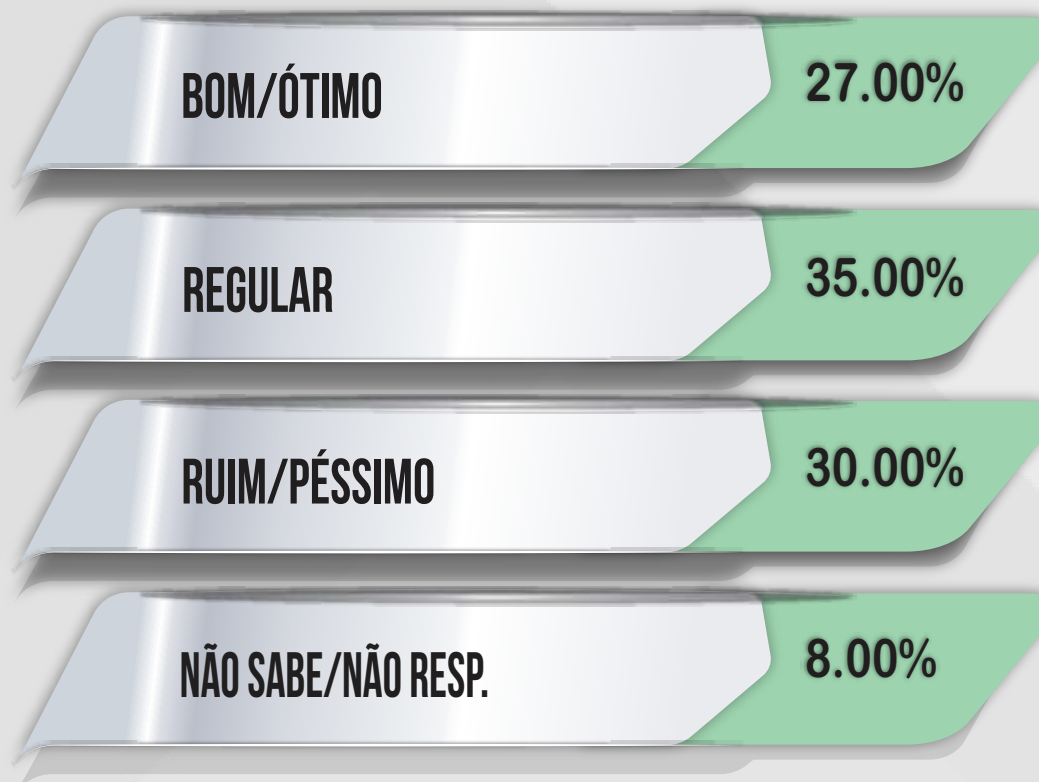 BOM/ÓTIMO 27.00%
REGULAR 35.00%
RUIM/PÉSSIMO 30.00%
NÃO SABE/NÃO RESP. 8.00%